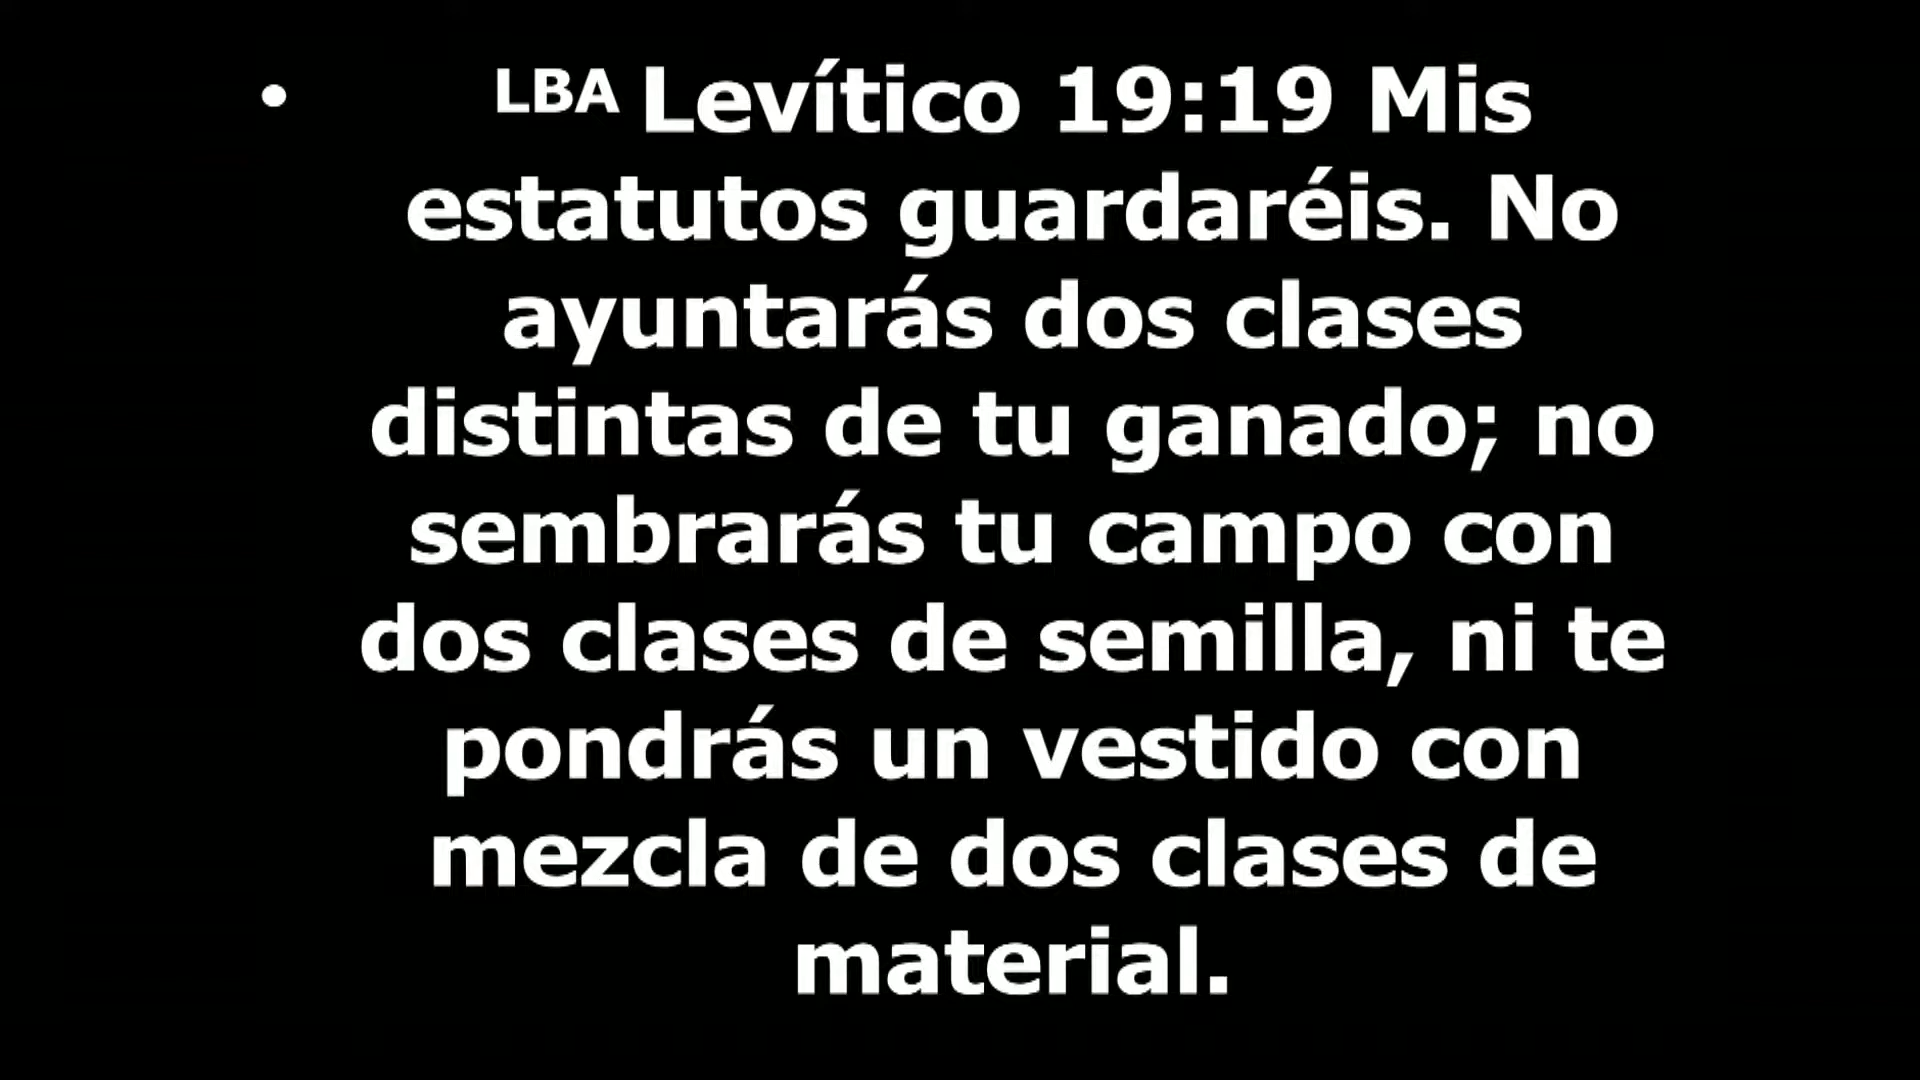 • LBA Levítico 19:19 Mis
estatutos guardaréis. No
ayuntarás dos clases
distintas de tu ganado; no
sembrarás tu campo con
dos clases de semilla, ni te
pondrás un vestido con
mezcla de dos clases de
material.